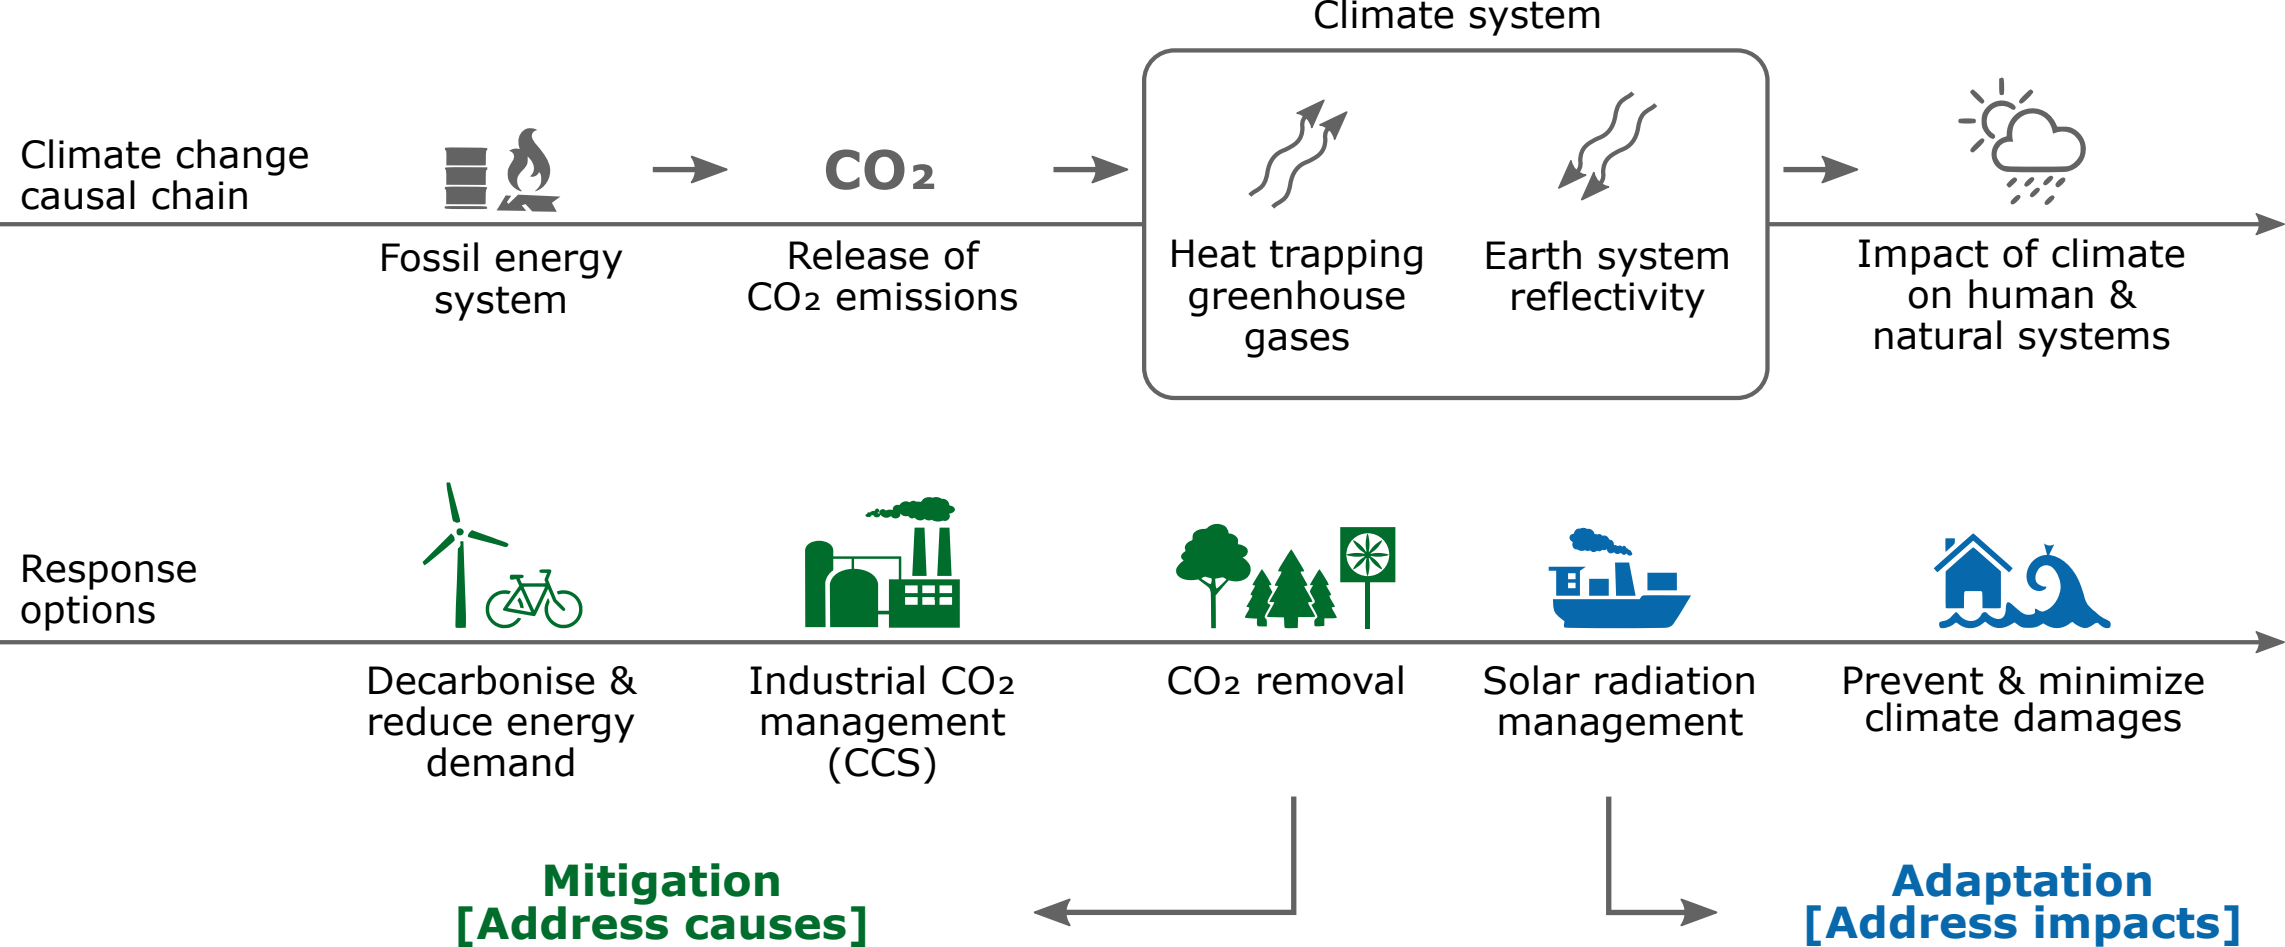 Climate system
Climate change
causal chain
CO₂
Fossil energy
system
Release of
CO₂ emissions
Heat trapping
greenhouse
gases
Earth system
reflectivity
Impact of climate
on human &
natural systems
Response
options
Decarbonise &
reduce energy
demand
Industrial CO₂
management
(CCS)
CO₂ removal
Solar radiation
management
Prevent & minimize
climate damages
Mitigation
[Address causes]
Adaptation
[Address impacts]